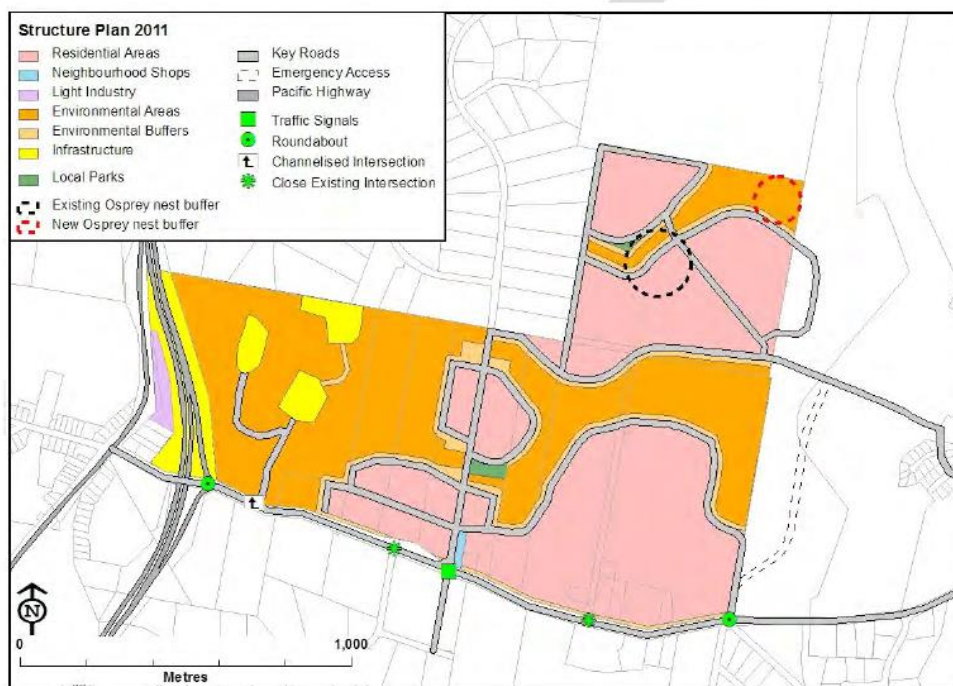 Structure Plan 2011
Residential Areas
Neighbourhood Shops
Light Industry
Environmental Areas
Environmental Buffers
Infrastructure
Local Parks
Existing Osprey nest buffer
New Osprey nest buffer
Key Roads
Emergency Access
Pacific Highway
Traffic Signals
Roundabout
Channelised Intersection
Close Existing Intersection
N
0 1,000
Metres